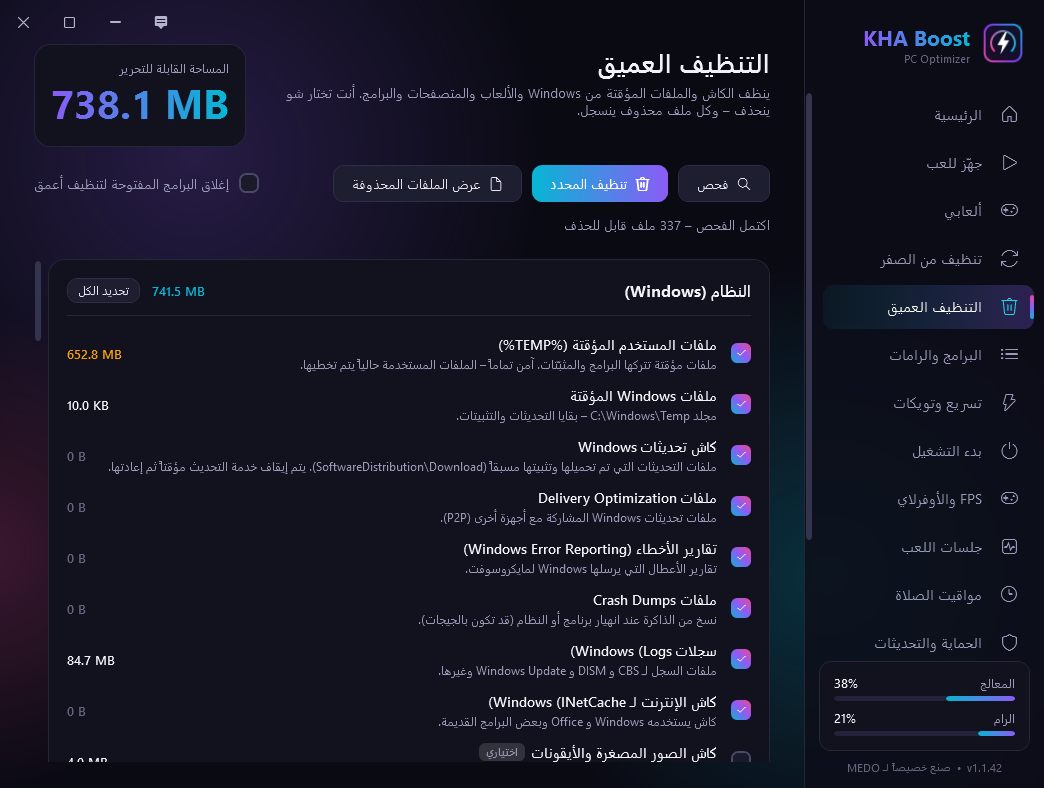 KHA Boost
PC Optimizer
الرئيسية
جهّز للعب
ألعابي
تنظيف من الصفر
التنظيف العميق
البرامج والرامات
تسريع وتويكات
بدء التشغيل
FPS والأوفرلاي
جلسات اللعب
مواقيت الصلاة
الحماية والتحديثات
المعالج 38%
الرام 21%
صنع خصيصاً لـ MEDO • v1.1.42
التنظيف العميق
ينظف الكاش والملفات المؤقتة من Windows والألعاب والمتصفحات والبرامج. أنت تختار شو
ينحذف – وكل ملف محذوف ينسجل.
المساحة القابلة للتحرير
738.1 MB
فحص
تنظيف المحدد
عرض الملفات المحذوفة
إغلاق البرامج المفتوحة لتنظيف أعمق
اكتمل الفحص – 337 ملف قابل للحذف
النظام (Windows)
741.5 MB
تحديد الكل
ملفات المستخدم المؤقتة (%TEMP%)
ملفات مؤقتة تتركها البرامج والمثبّتات. آمن تماماً – الملفات المستخدمة حالياً يتم تخطيها.
652.8 MB
ملفات Windows المؤقتة
مجلد C:\Windows\Temp – بقايا التحديثات والتثبيتات.
10.0 KB
كاش تحديثات Windows
ملفات التحديثات التي تم تحميلها وتثبيتها مسبقاً (SoftwareDistribution\Download). يتم إيقاف خدمة التحديث مؤقتاً ثم إعادتها.
0 B
ملفات Delivery Optimization
ملفات تحديثات Windows المشاركة مع أجهزة أخرى (P2P).
0 B
تقارير الأخطاء (Windows Error Reporting)
تقارير الأعطال التي يرسلها Windows لمايكروسوفت.
0 B
ملفات Crash Dumps
نسخ من الذاكرة عند انهيار برنامج أو النظام (قد تكون بالجيجات).
0 B
سجلات Windows (Logs)
ملفات السجل لـ CBS و DISM و Windows Update وغيرها.
84.7 MB
كاش الإنترنت لـ Windows (INetCache)
كاش يستخدمه Windows و Office وبعض البرامج القديمة.
0 B
كاش الصور المصغرة والأيقونات اختياري
4.0 MB